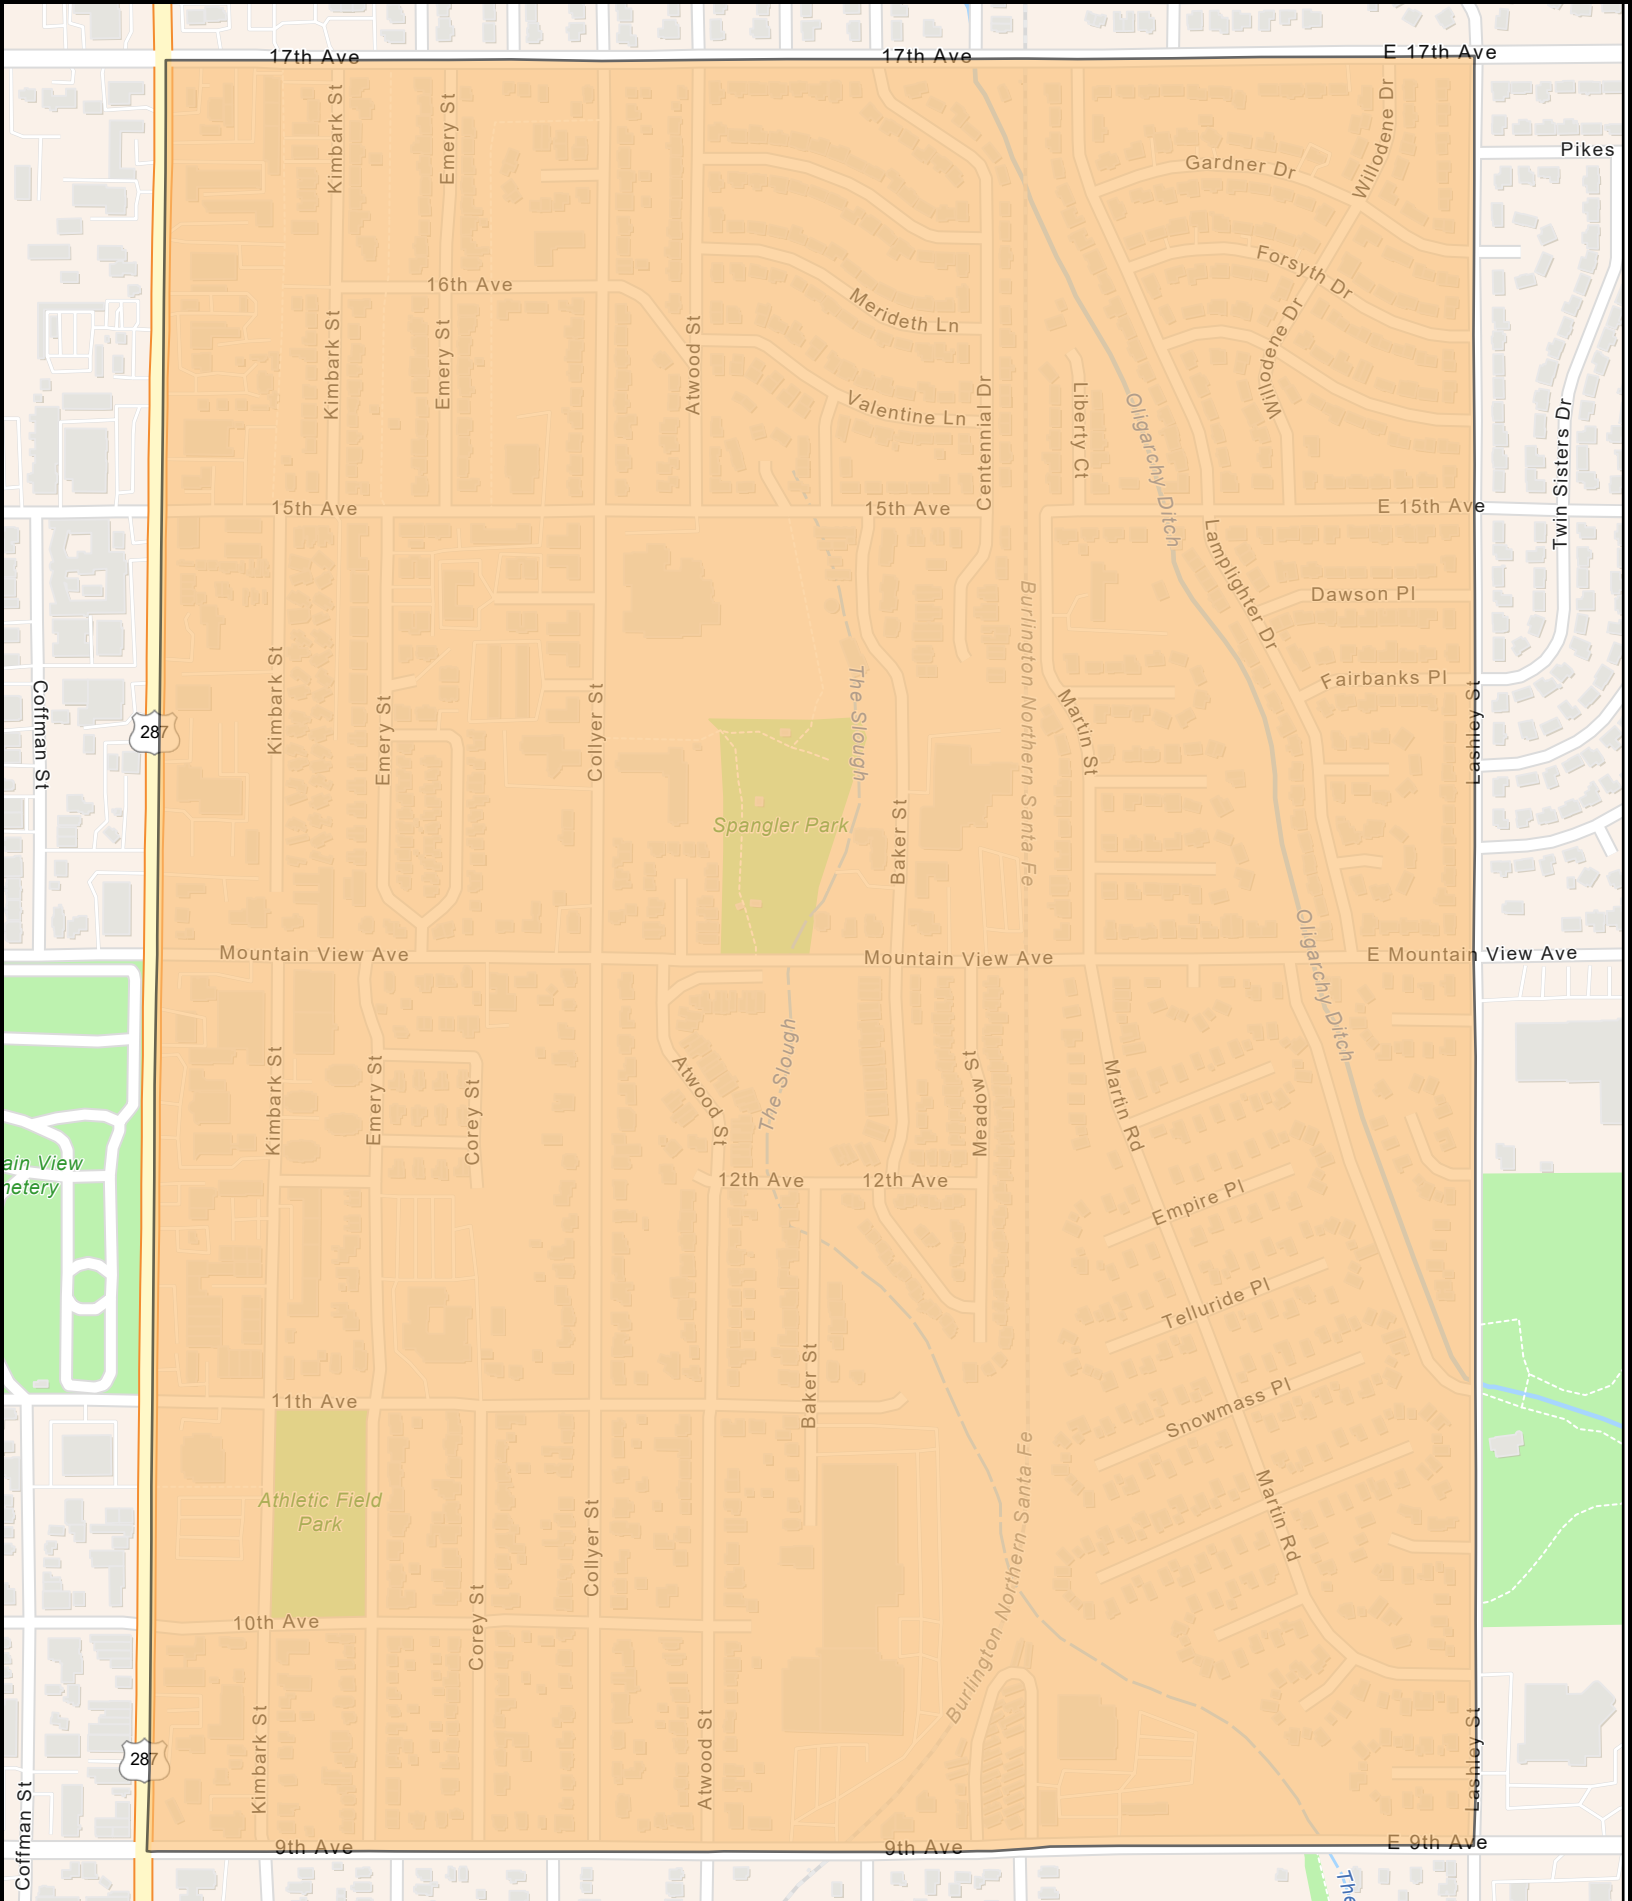 17th Ave
17th Ave
E 17th Ave
Kimbark St
Emery St
Willodene Dr
Pikes
Gardner Dr
Forsyth Dr
16th Ave
Merideth Ln
Kimbark St
Emery St
Atwood St
Willodene Dr
Valentine Ln
Centennial Dr
Liberty Ct
Oligarchy Ditch
Twin Sisters Dr
15th Ave
15th Ave
E 15th Ave
Lamplighter Dr
Dawson Pl
Burlington Northern Santa Fe
Kimbark St
Fairbanks Pl
Coffman St
Emery St
Collyer St
The Slough
Martin St
Lashley St
287
Spangler Park
Baker St
Mountain View Ave
Mountain View Ave
E Mountain View Ave
Oligarchy Ditch
Kimbark St
Emery St
Corey St
Atwood St
The Slough
Meadow St
Martin Rd
ain View
metery
12th Ave
12th Ave
Empire Pl
Telluride Pl
Baker St
11th Ave
Snowmass Pl
Athletic Field
Park
Collyer St
Burlington Northern Santa Fe
Martin Rd
10th Ave
Corey St
Kimbark St
Atwood St
Lashley St
287
Coffman St
9th Ave
9th Ave
E 9th Ave
The